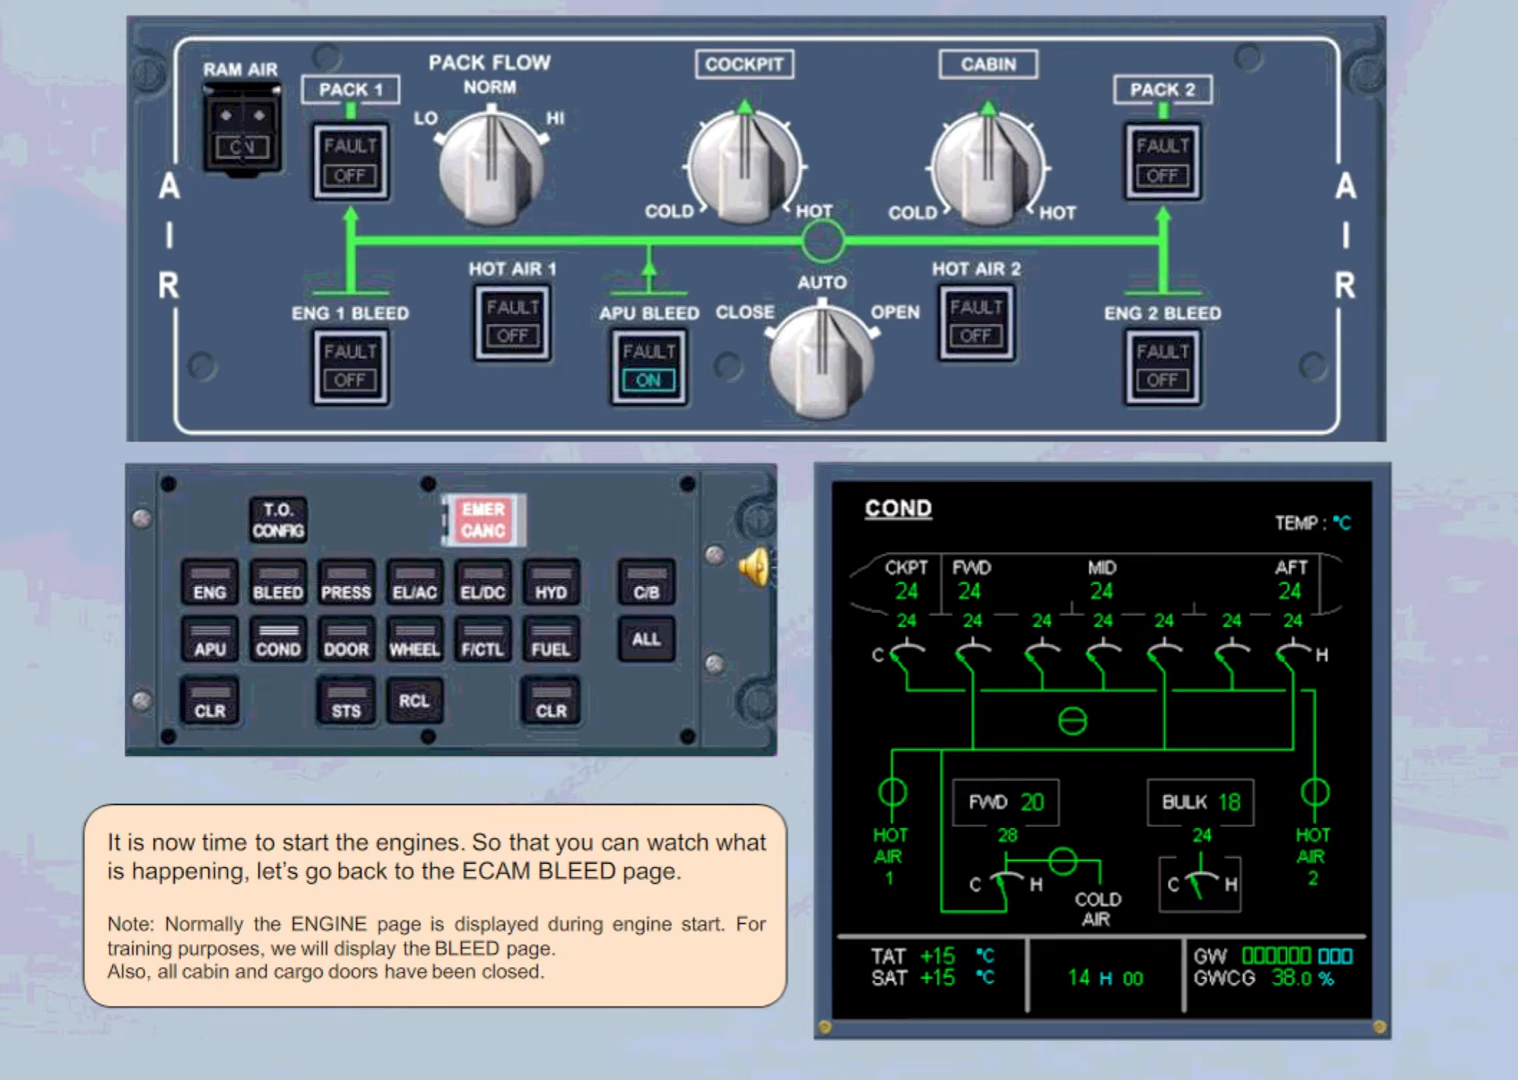 RAM AIR
ON
PACK 1
FAULT
OFF
PACK FLOW
NORM
LO
HI
COCKPIT
COLD
HOT
CABIN
COLD
HOT
PACK 2
FAULT
OFF
A
I
R
A
I
R
ENG 1 BLEED
FAULT
OFF
HOT AIR 1
FAULT
OFF
APU BLEED
FAULT
ON
AUTO
CLOSE
OPEN
HOT AIR 2
FAULT
OFF
ENG 2 BLEED
FAULT
OFF
T.O.
CONFIG
EMER
CANC
ENG BLEED PRESS EL/AC EL/DC HYD C/B
APU COND DOOR WHEEL F/CTL FUEL ALL
CLR STS RCL CLR
It is now time to start the engines. So that you can watch what
is happening, let's go back to the ECAM BLEED page.
Note: Normally the ENGINE page is displayed during engine start. For
training purposes, we will display the BLEED page.
Also, all cabin and cargo doors have been closed.
COND
TEMP : °C
CKPT FWD MID AFT
24 24 24 24
24 24 24 24 24 24 24
C H
FWD 20
BULK 18
HOT
AIR
1
28
C H
COLD
AIR
24
C H
HOT
AIR
2
TAT +15 °C
SAT +15 °C
14 H 00
GW
GWCG 38.0 %